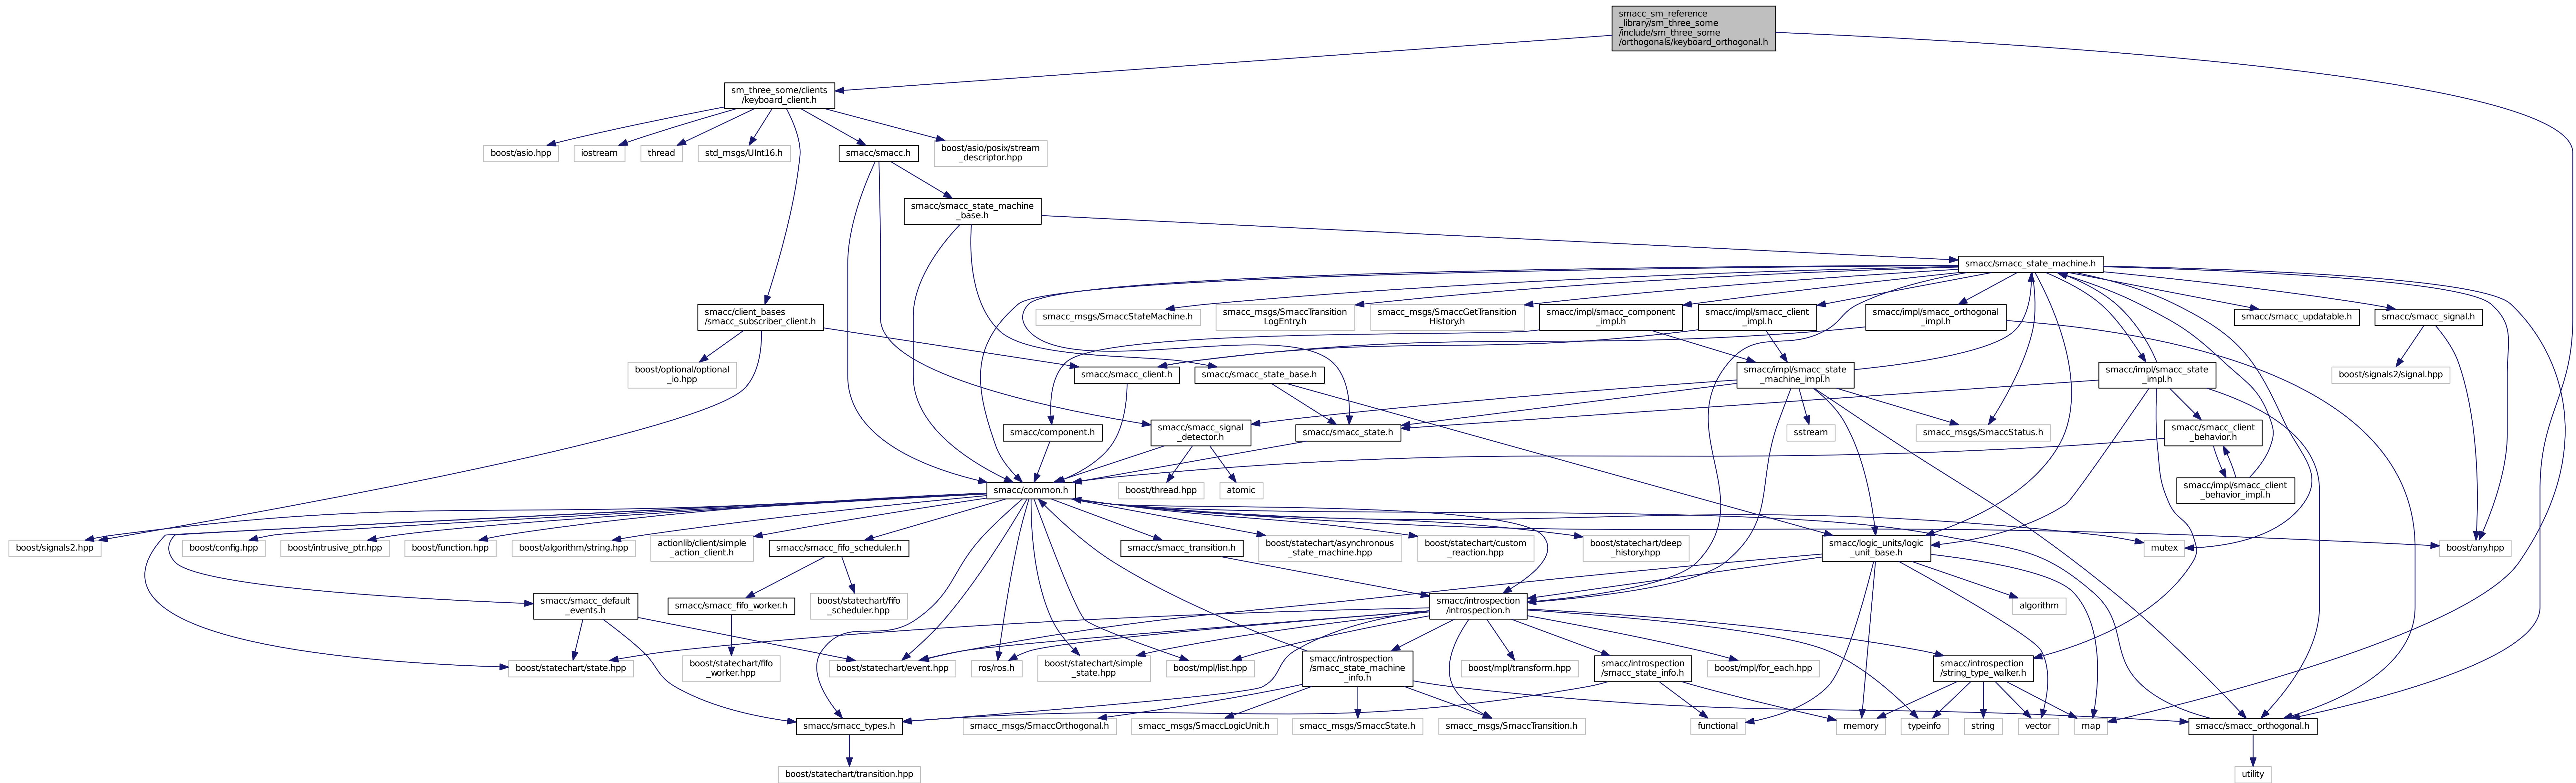 smacc_sm_reference
_library/sm_three_some
/include/sm_three_some
/orthogonals/keyboard_orthogonal.h
sm_three_some/clients
/keyboard_client.h
boost/asio.hpp
iostream
thread
std_msgs/UInt16.h
smacc/smacc.h
boost/asio/posix/stream
_descriptor.hpp
smacc/smacc_state_machine
_base.h
smacc/smacc_state_machine.h
smacc/client_bases
/smacc_subscriber_client.h
smacc_msgs/SmaccStateMachine.h
smacc_msgs/SmaccTransition
LogEntry.h
smacc_msgs/SmaccGetTransition
History.h
smacc/impl/smacc_component
_impl.h
smacc/impl/smacc_client
_impl.h
smacc/impl/smacc_orthogonal
_impl.h
smacc/smacc_updatable.h
smacc/smacc_signal.h
boost/optional/optional
_io.hpp
smacc/smacc_client.h
smacc/smacc_state_base.h
smacc/impl/smacc_state
_machine_impl.h
smacc/impl/smacc_state
_impl.h
boost/signals2/signal.hpp
smacc/component.h
smacc/smacc_signal
_detector.h
smacc/smacc_state.h
sstream
smacc_msgs/SmaccStatus.h
smacc/smacc_client
_behavior.h
smacc/common.h
boost/thread.hpp
atomic
smacc/impl/smacc_client
_behavior_impl.h
boost/signals2.hpp
boost/config.hpp
boost/intrusive_ptr.hpp
boost/function.hpp
boost/algorithm/string.hpp
actionlib/client/simple
_action_client.h
smacc/smacc_fifo_scheduler.h
smacc/smacc_transition.h
boost/statechart/asynchronous
_state_machine.hpp
boost/statechart/custom
_reaction.hpp
boost/statechart/deep
_history.hpp
smacc/logic_units/logic
_unit_base.h
mutex
boost/any.hpp
smacc/smacc_default
_events.h
smacc/smacc_fifo_worker.h
boost/statechart/fifo
_scheduler.hpp
smacc/introspection
/introspection.h
algorithm
boost/statechart/state.hpp
boost/statechart/fifo
_worker.hpp
boost/statechart/event.hpp
ros/ros.h
boost/statechart/simple
_state.hpp
boost/mpl/list.hpp
smacc/introspection
/smacc_state_machine
_info.h
boost/mpl/transform.hpp
smacc/introspection
/smacc_state_info.h
boost/mpl/for_each.hpp
smacc/introspection
/string_type_walker.h
smacc/smacc_types.h
smacc_msgs/SmaccOrthogonal.h
smacc_msgs/SmaccLogicUnit.h
smacc_msgs/SmaccState.h
smacc_msgs/SmaccTransition.h
functional
memory
typeinfo
string
vector
map
smacc/smacc_orthogonal.h
boost/statechart/transition.hpp
utility